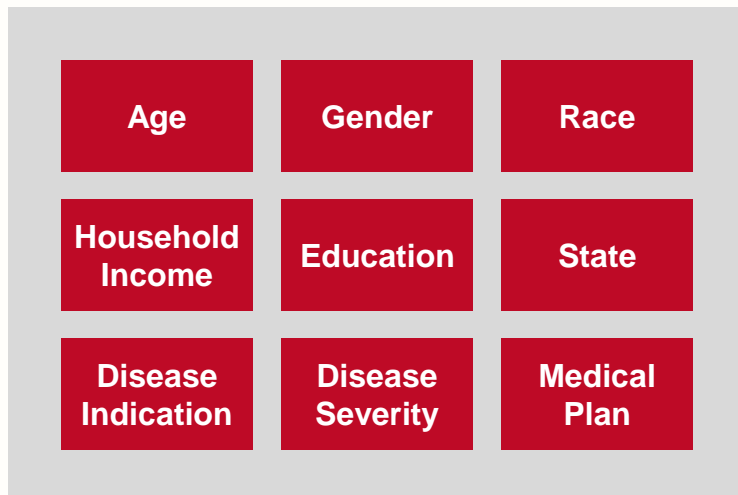 Age
Gender
Race
Household
Income
Education
State
Disease
Indication
Disease
Severity
Medical
Plan